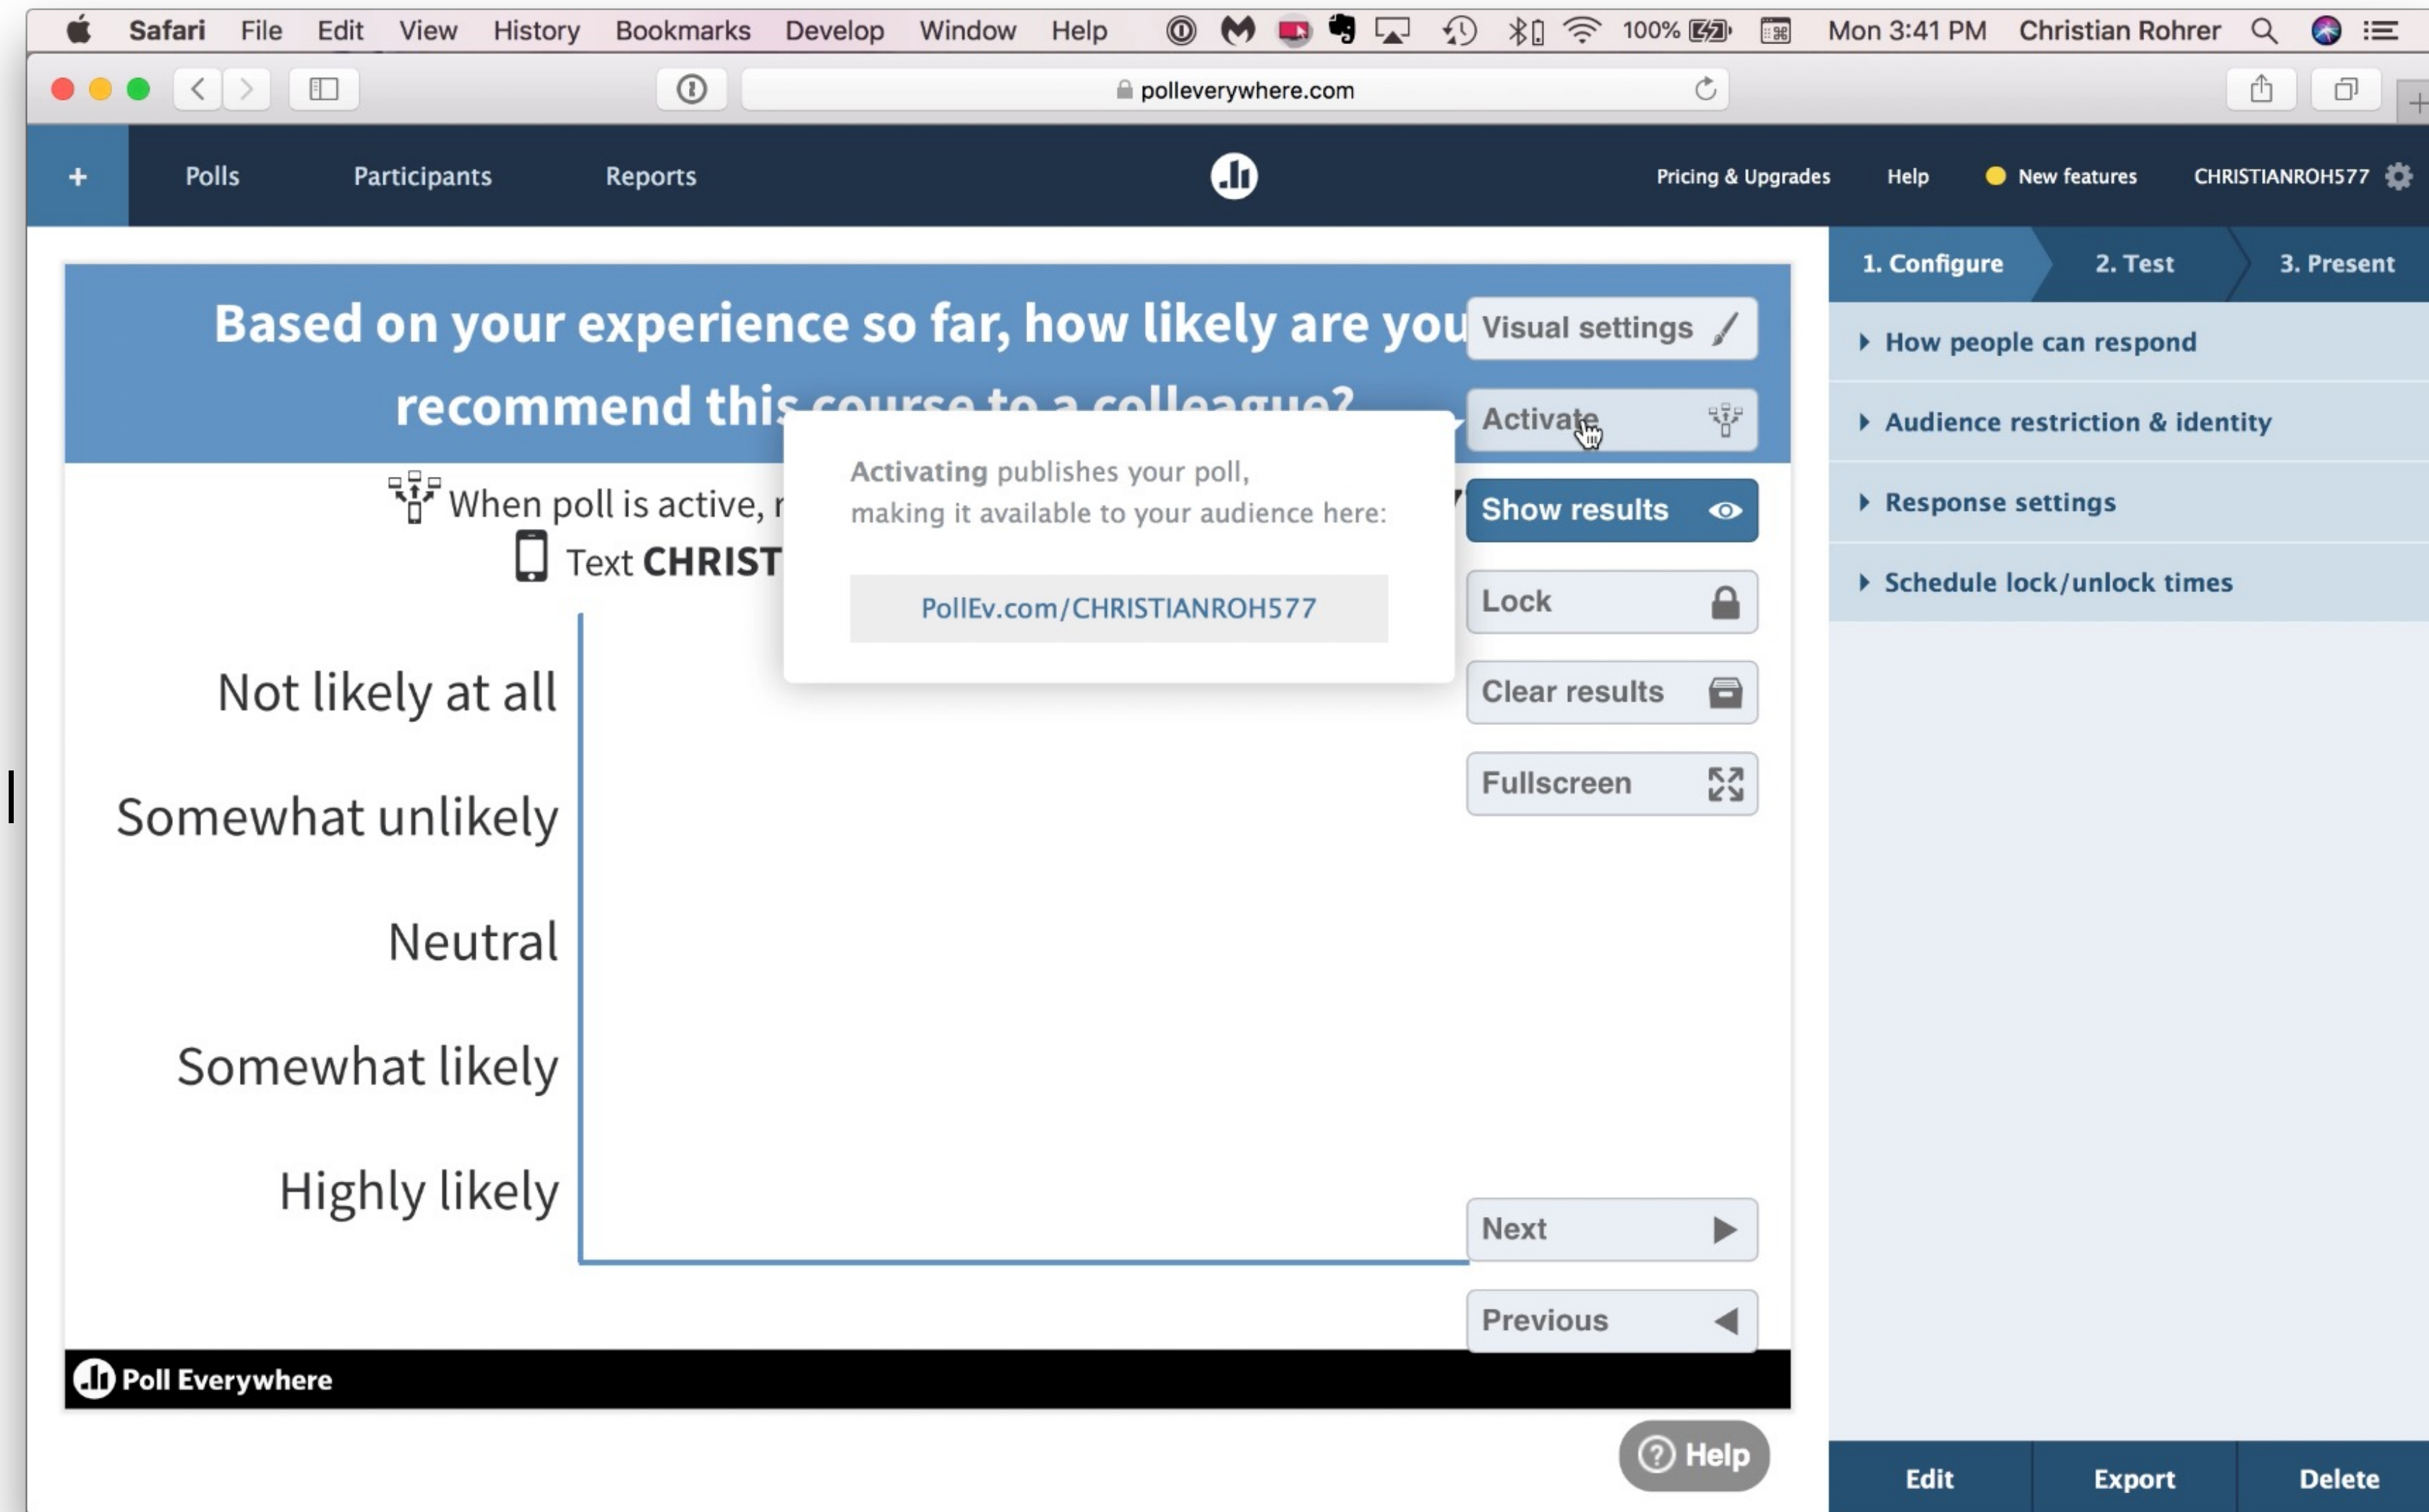 Safari File Edit View History Bookmarks Develop Window Help 100% Mon 3:41 PM Christian Rohrer
polleverywhere.com
+ Polls Participants Reports Pricing & Upgrades Help New features CHRISTIANROH577
1. Configure 2. Test 3. Present
Based on your experience so far, how likely are you
recommend this course to a colleague?
Visual settings
Activate
Show results
Lock
Clear results
Fullscreen
Next
Previous
Activating publishes your poll,
making it available to your audience here:
PollEv.com/CHRISTIANROH577
When poll is active,
Text CHRIST
Not likely at all
Somewhat unlikely
Neutral
Somewhat likely
Highly likely
Poll Everywhere
Help
How people can respond
Audience restriction & identity
Response settings
Schedule lock/unlock times
Edit Export Delete